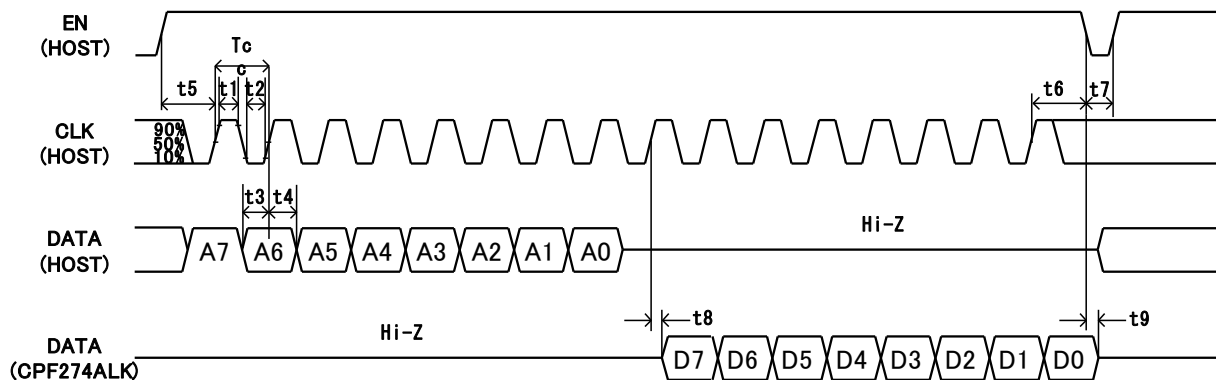 EN
(HOST)
Tc
c
t5 t1 t2 t6 t7
CLK
(HOST)
90%
50%
10%
t3 t4
DATA
(HOST)
A7 A6 A5 A4 A3 A2 A1 A0
Hi-Z
Hi-Z
t8 t9
DATA
(CPF274ALK)
D7 D6 D5 D4 D3 D2 D1 D0